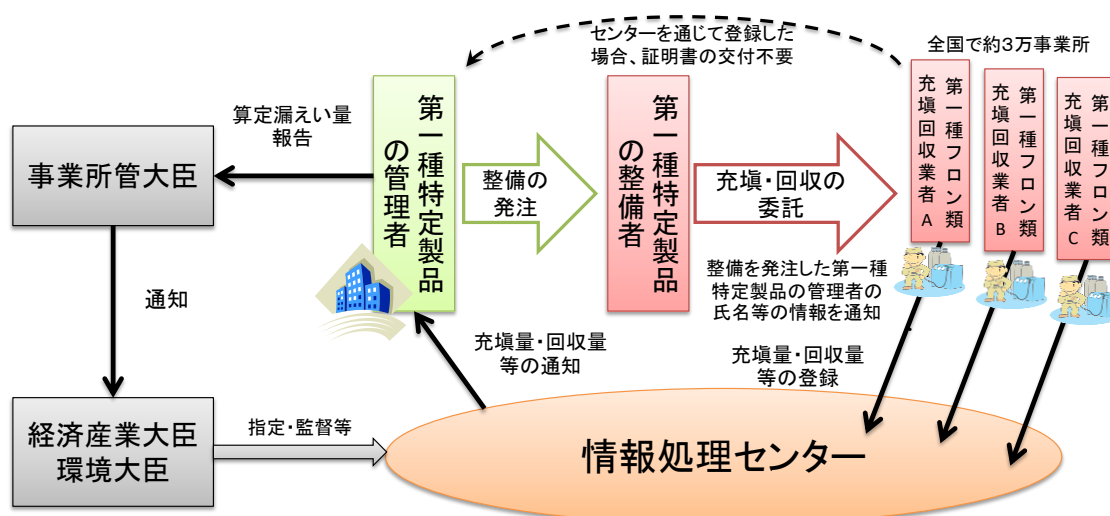 センターを通じて登録した
場合、証明書の交付不要
全国で約3万事業所
算定漏えい量
報告
事業所管大臣
第一種特定製品
の管理者
整備の
発注
第一種特定製品
の整備者
充塡・回収の
委託
第一種フロン類
充塡回収業者A
第一種フロン類
充塡回収業者B
第一種フロン類
充塡回収業者C
整備を発注した第一種
特定製品の管理者の
氏名等の情報を通知
通知
充塡量・回収量
等の通知
充塡量・回収量
等の登録
経済産業大臣
環境大臣
指定・監督等
情報処理センター